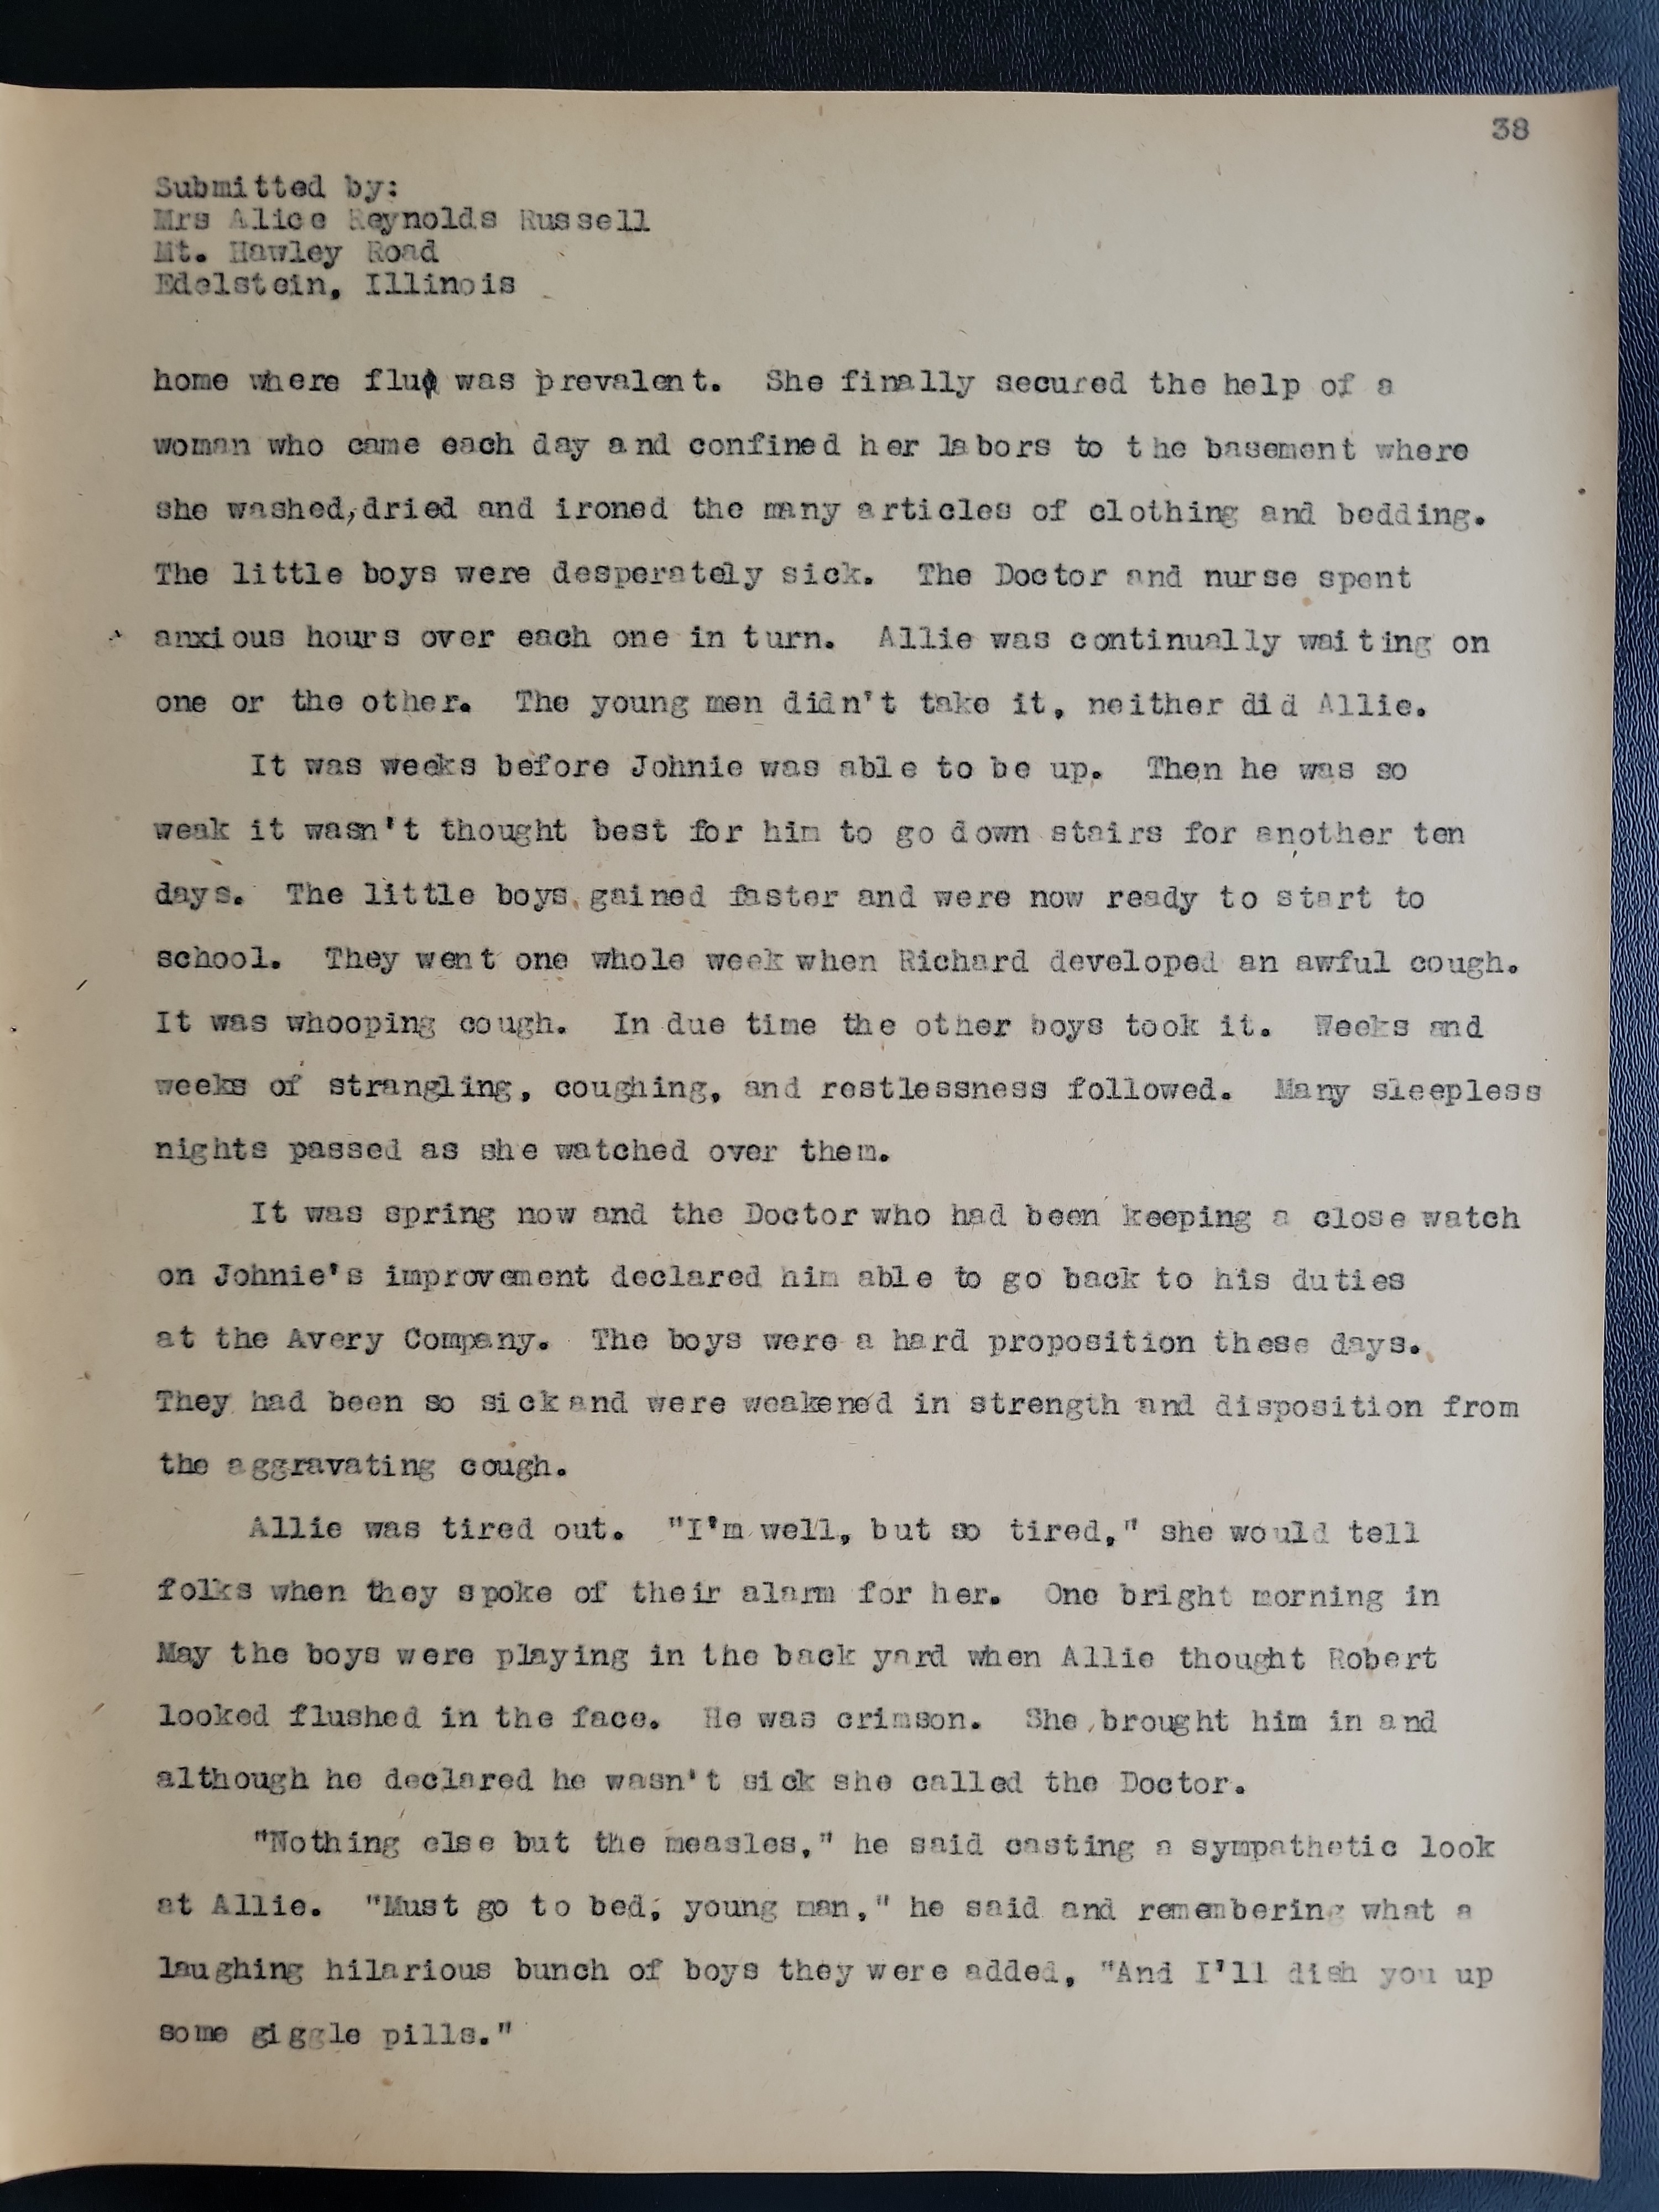 38
Submitted by:
Mrs Alice Reynolds Russell
Mt. Hawley Road
Edelstein, Illinois
home where flu was prevalent. She finally secured the help of a
woman who came each day and confined her labors to the basement where
she washed,dried and ironed the many articles of clothing and bedding.
The little boys were desperately sick. The Doctor and nurse spent
anxious hours over each one in turn. Allie was continually waiting on
one or the other. The young men didn't take it, neither did Allie.
It was weeks before Johnie was able to be up. Then he was so
weak it wasn't thought best for him to go down stairs for another ten
days. The little boys gained faster and were now ready to start to
school. They went one whole week when Richard developed an awful cough.
It was whooping cough. In due time the other boys took it. Weeks and
weeks of strangling, coughing, and restlessness followed. Many sleepless
nights passed as she watched over them.
It was spring now and the Doctor who had been keeping a close watch
on Johnie's improvement declared him able to go back to his duties
at the Avery Company. The boys were a hard proposition these days.
They had been so sick and were weakened in strength and disposition from
the aggravating cough.
Allie was tired out. "I'm well, but so tired," she would tell
folks when they spoke of their alarm for her. One bright morning in
May the boys were playing in the back yard when Allie thought Robert
looked flushed in the face. He was crimson. She brought him in and
although he declared he wasn't sick she called the Doctor.
"Nothing else but the measles," he said casting a sympathetic look
at Allie. "Must go to bed, young man," he said and remembering what a
laughing hilarious bunch of boys they were added, "And I'll dish you up
some giggle pills."